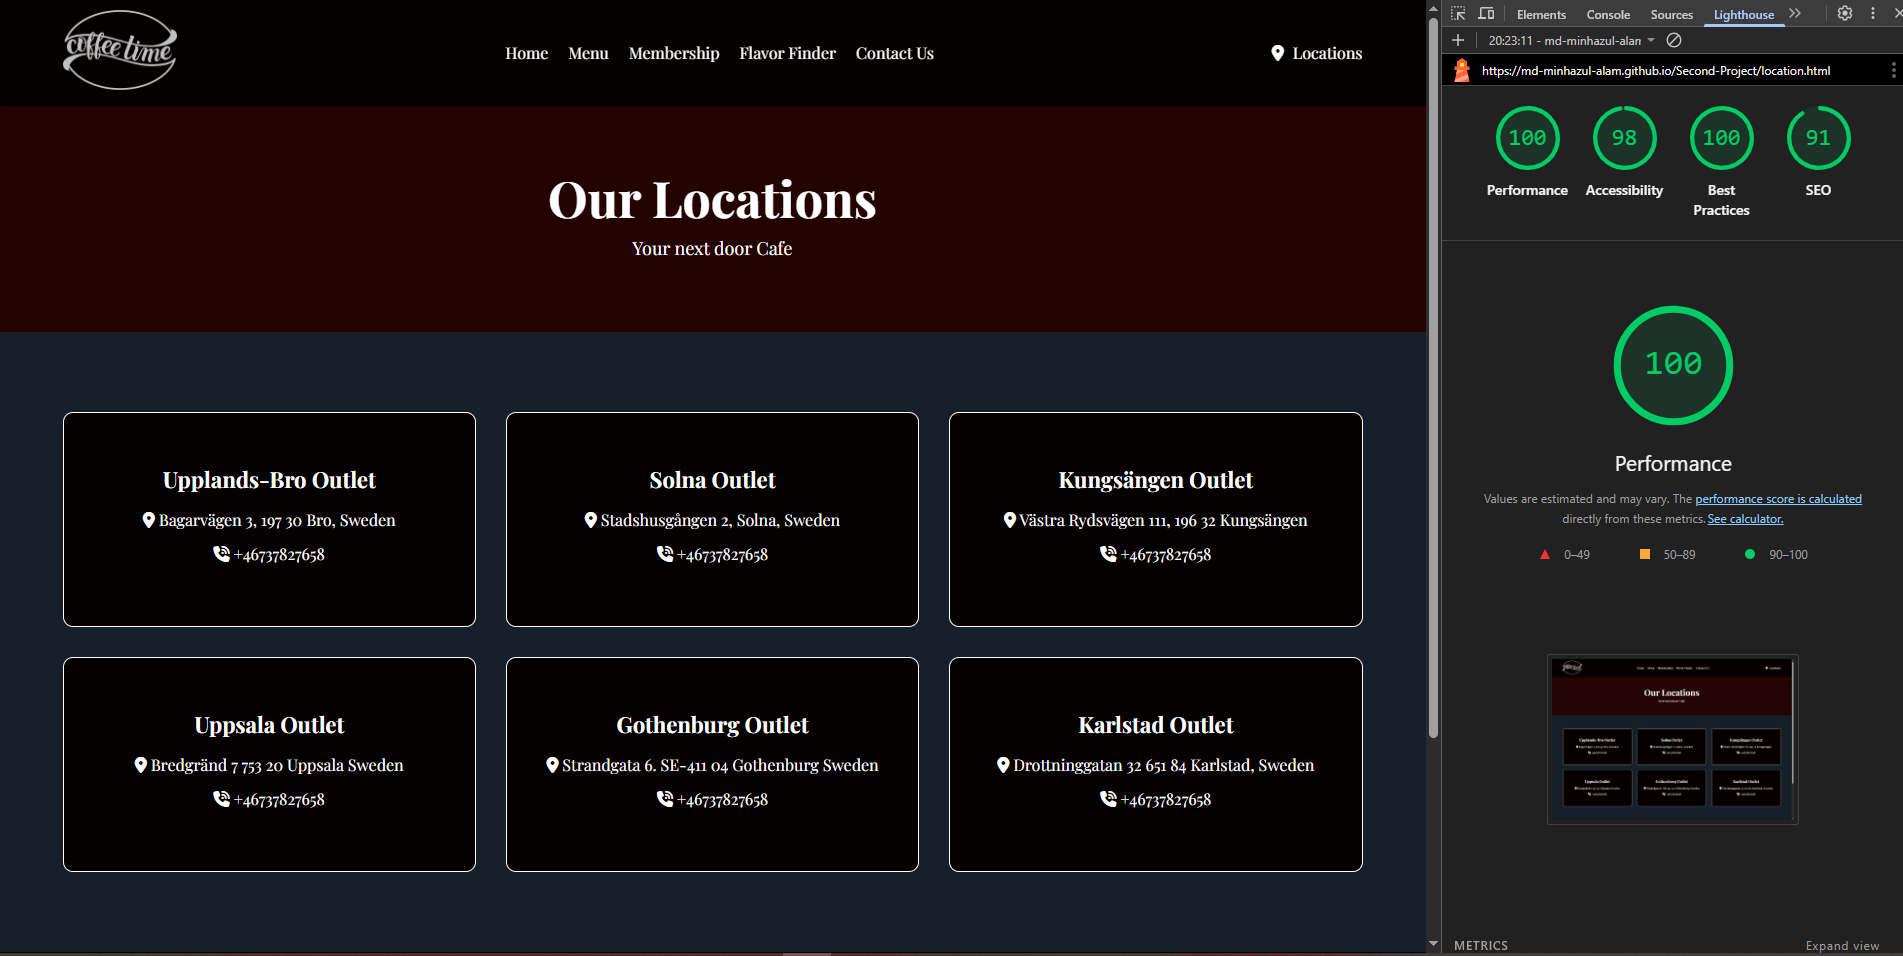 coffee time
Home Menu Membership Flavor Finder Contact Us
Locations
Our Locations
Your next door Cafe
Upplands-Bro Outlet
Bagarvägen 3, 197 30 Bro, Sweden
+46737827658
Solna Outlet
Stadshusgången 2, Solna, Sweden
+46737827658
Kungsängen Outlet
Västra Rydsvägen 111, 196 32 Kungsängen
+46737827658
Uppsala Outlet
Bredgränd 7 753 20 Uppsala Sweden
+46737827658
Gothenburg Outlet
Strandgata 6. SE-411 04 Gothenburg Sweden
+46737827658
Karlstad Outlet
Drottninggatan 32 651 84 Karlstad, Sweden
+46737827658
Elements Console Sources Lighthouse
20:23:11 - md-minhazul-alam
https://md-minhazul-alam.github.io/Second-Project/location.html
100
Performance
98
Accessibility
100
Best
Practices
91
SEO
100
Performance
Values are estimated and may vary. The performance score is calculated
directly from these metrics. See calculator.
0–49 50–89 90–100
Our Locations
METRICS
Expand view